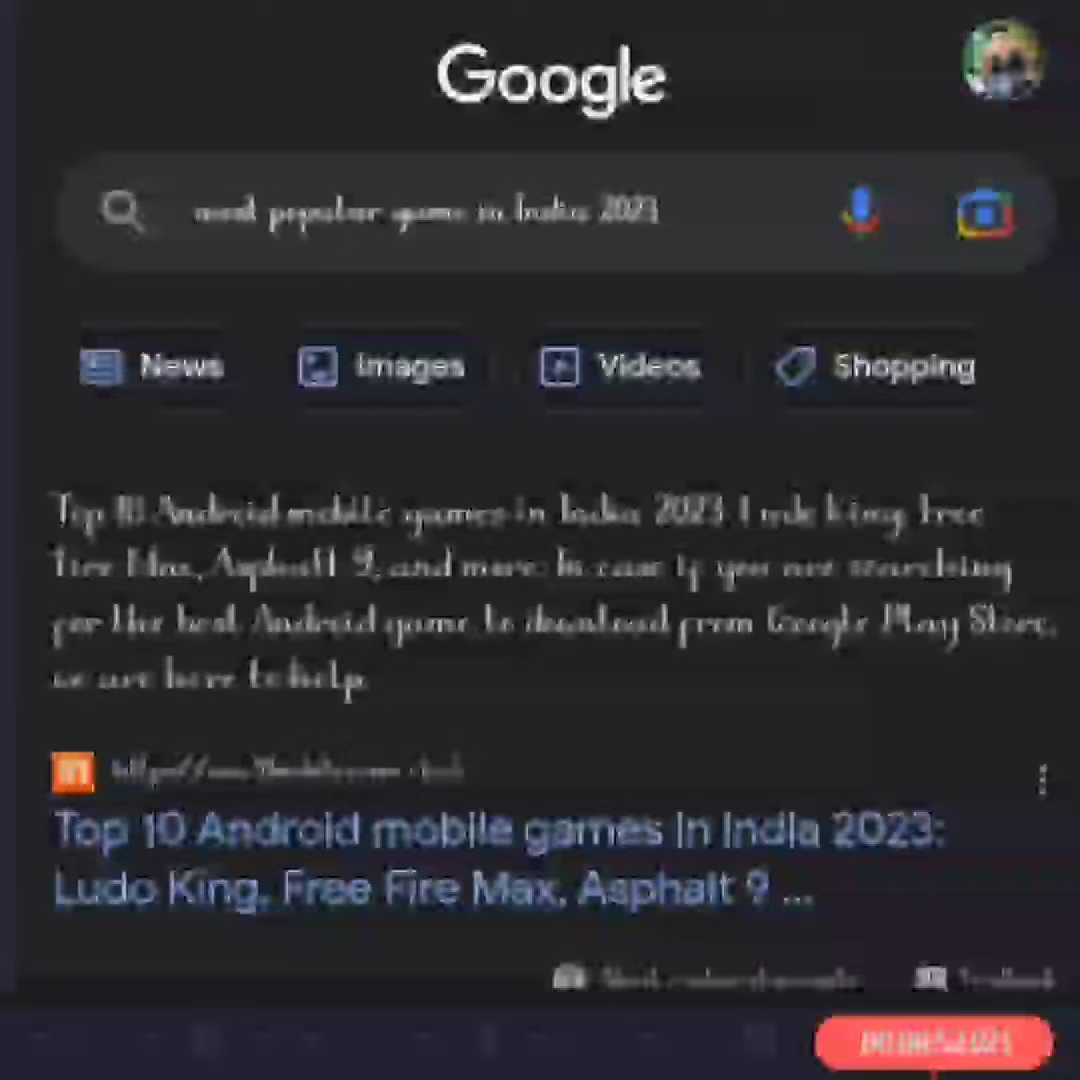 Google
most popular game in India 2023
News Images Videos Shopping
Top 10 Android mobile games in India 2023: Ludo King, Free
Fire Max, Asphalt 9, and more. In case if you are searching
for the best Android game to download from Google Play Store,
we are here to help.
Top 10 Android mobile games in India 2023:
Ludo King, Free Fire Max, Asphalt 9 ...